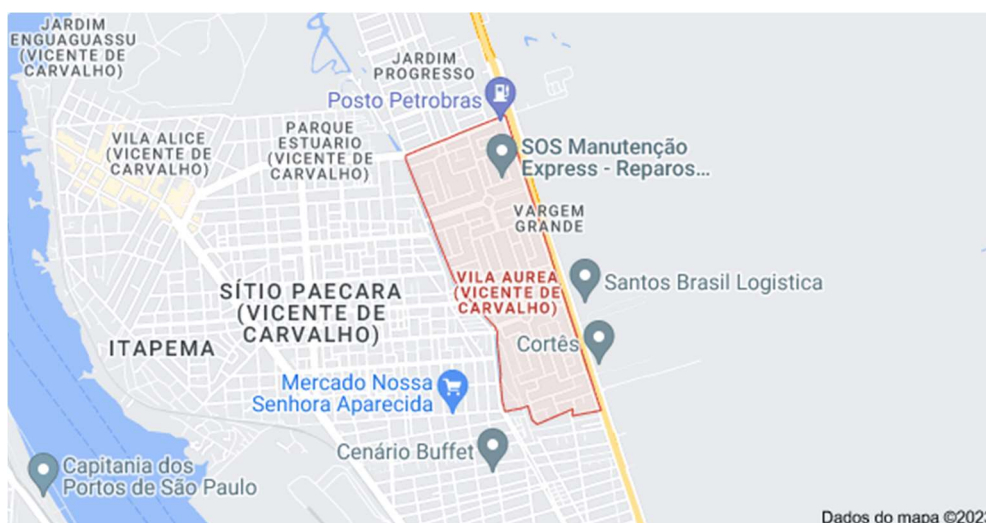 JARDIM
ENGUAGUASSU
(VICENTE DE
CARVALHO)
JARDIM
PROGRESSO
Posto Petrobras
VILA ALICE
(VICENTE DE
CARVALHO)
PARQUE
ESTUARIO
(VICENTE DE
CARVALHO)
SOS Manutenção
Express - Reparos...
VARGEM
GRANDE
VILA AUREA
(VICENTE DE
CARVALHO)
Santos Brasil Logistica
SÍTIO PAECARA
(VICENTE DE
CARVALHO)
ITAPEMA
Cortês
Mercado Nossa
Senhora Aparecida
Cenário Buffet
Capitania dos
Portos de São Paulo
Dados do mapa ©2023